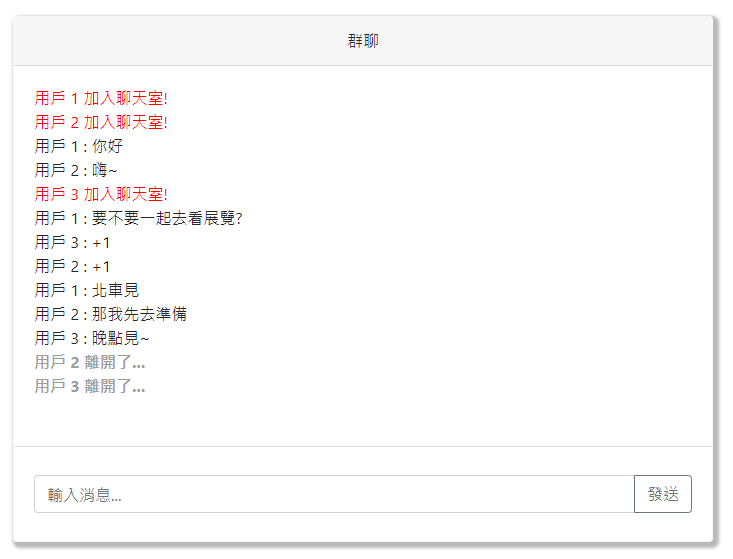 群聊
用戶 1 加入聊天室!
用戶 2 加入聊天室!
用戶 1 : 你好
用戶 2 : 嗨~
用戶 3 加入聊天室!
用戶 1 : 要不要一起去看展覽?
用戶 3 : +1
用戶 2 : +1
用戶 1 : 北車見
用戶 2 : 那我先去準備
用戶 3 : 晚點見~
用戶 2 離開了...
用戶 3 離開了...
輸入消息... 發送